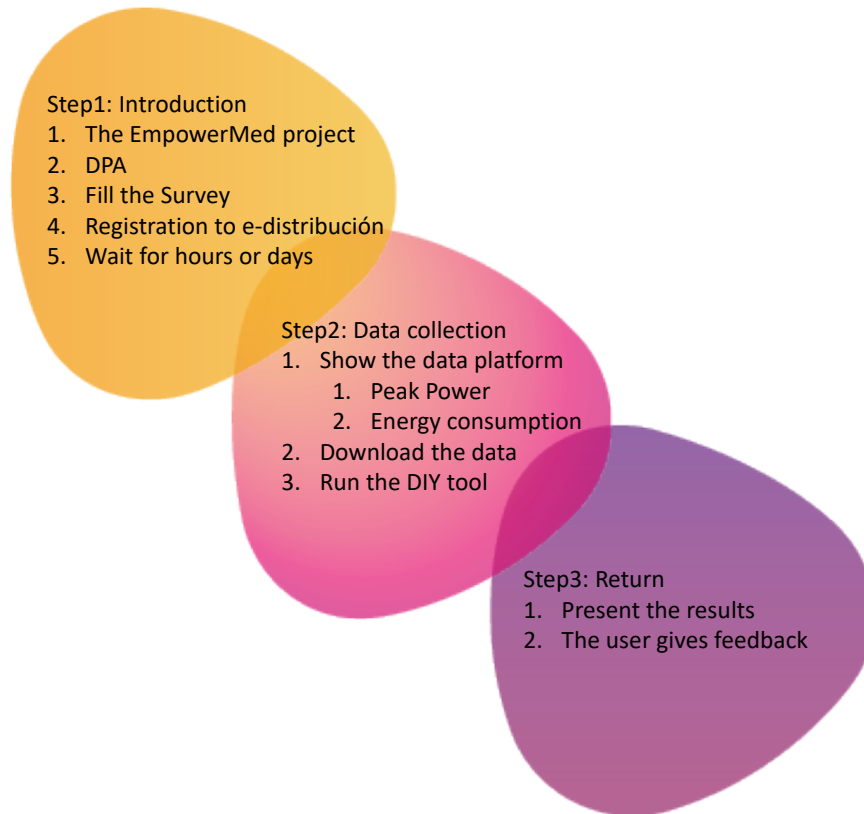 Step1: Introduction
1. The EmpowerMed project
2. DPA
3. Fill the Survey
4. Registration to e-distribución
5. Wait for hours or days
Step2: Data collection
1. Show the data platform
1. Peak Power
2. Energy consumption
2. Download the data
3. Run the DIY tool
Step3: Return
1. Present the results
2. The user gives feedback